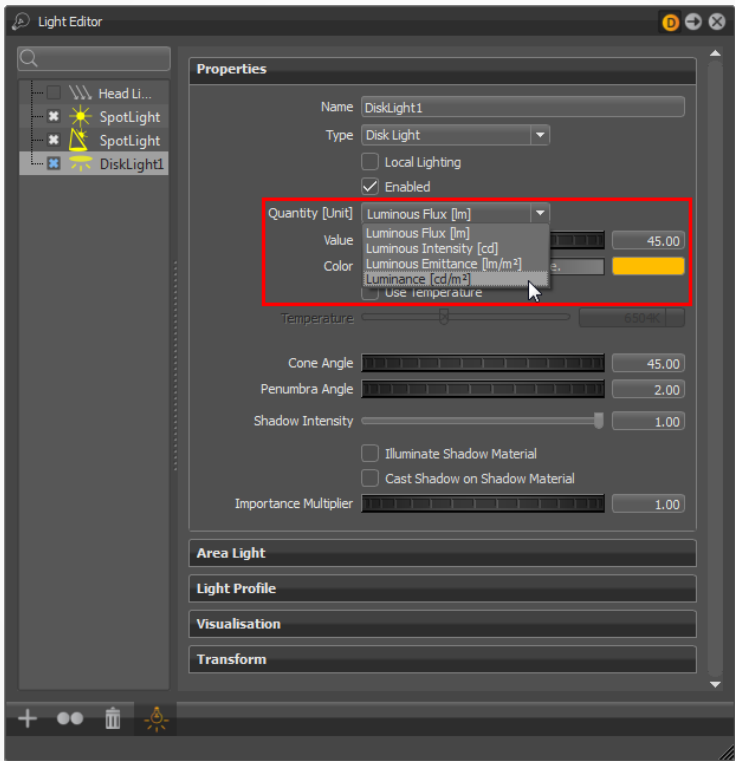 Light Editor
D
Head Li...
SpotLight
SpotLight
DiskLight1
Properties
Name DiskLight1
Type Disk Light
Local Lighting
Enabled
Quantity [Unit] Luminous Flux [lm]
Luminous Flux [lm]
Value 45.00
Luminous Intensity [cd]
Luminous Emittance [lm/m²]
Color e.
Luminance [cd/m²]
Use Temperature
Temperature 6504K
Cone Angle 45.00
Penumbra Angle 2.00
Shadow Intensity 1.00
Illuminate Shadow Material
Cast Shadow on Shadow Material
Importance Multiplier 1.00
Area Light
Light Profile
Visualisation
Transform